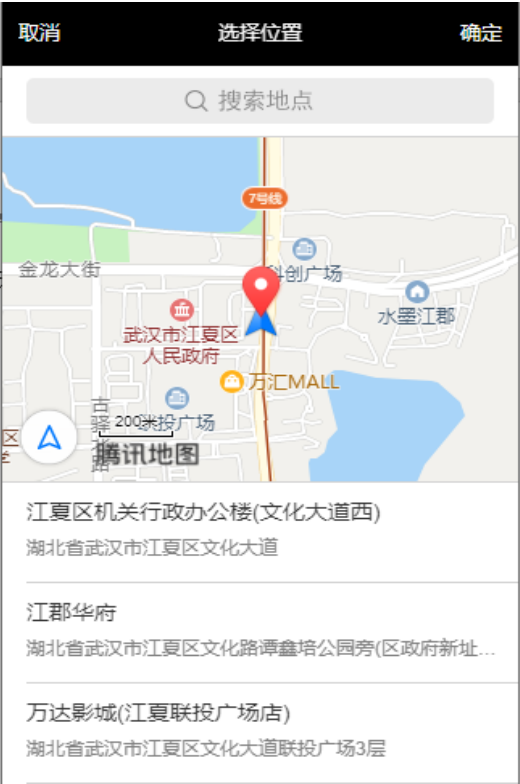 取消
选择位置
确定
搜索地点
7号线
科创广场
金龙大街
水墨江郡
武汉市江夏区
人民政府
万汇MALL
古驿
200米
联投广场
区
腾讯地图
江夏区机关行政办公楼(文化大道西)
湖北省武汉市江夏区文化大道
江郡华府
湖北省武汉市江夏区文化路谭鑫培公园旁(区政府新址...
万达影城(江夏联投广场店)
湖北省武汉市江夏区文化大道联投广场3层